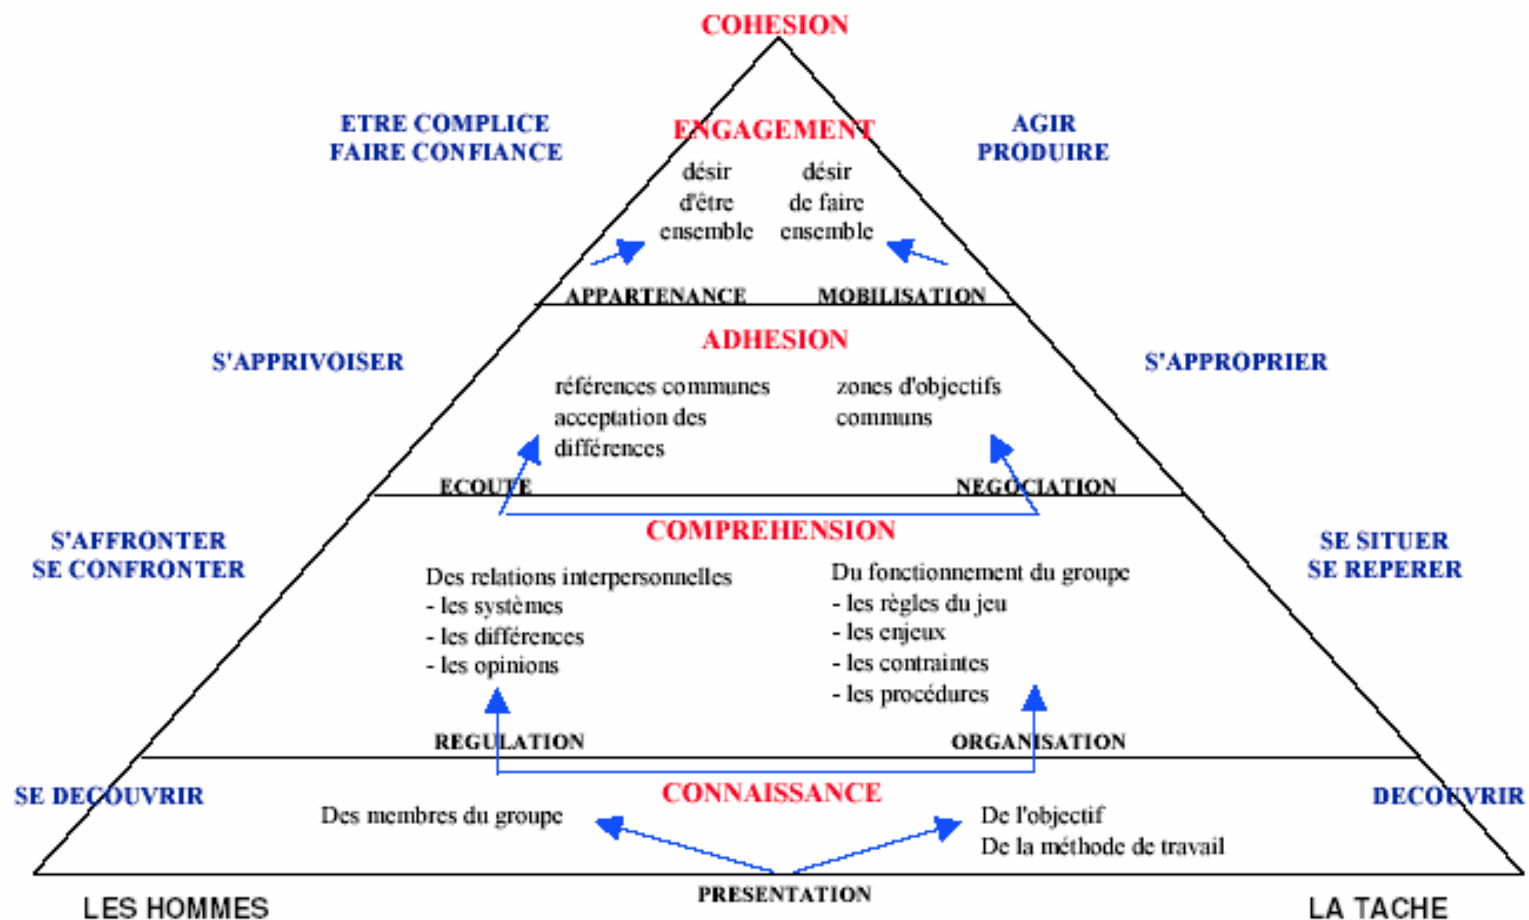 COHESION
ETRE COMPLICE
FAIRE CONFIANCE
ENGAGEMENT
AGIR
PRODUIRE
désir
d'être
ensemble
désir
de faire
ensemble
APPARTENANCE
MOBILISATION
ADHESION
S'APPRIVOISER
S'APPROPRIER
références communes
acceptation des
différences
zones d'objectifs
communs
ECOUTE
NEGOCIATION
COMPREHENSION
S'AFFRONTER
SE CONFRONTER
SE SITUER
SE REPERER
Des relations interpersonnelles
- les systèmes
- les différences
- les opinions
Du fonctionnement du groupe
- les règles du jeu
- les enjeux
- les contraintes
- les procédures
REGULATION
ORGANISATION
SE DECOUVRIR
CONNAISSANCE
DECOUVRIR
Des membres du groupe
De l'objectif
De la méthode de travail
PRESENTATION
LES HOMMES
LA TACHE